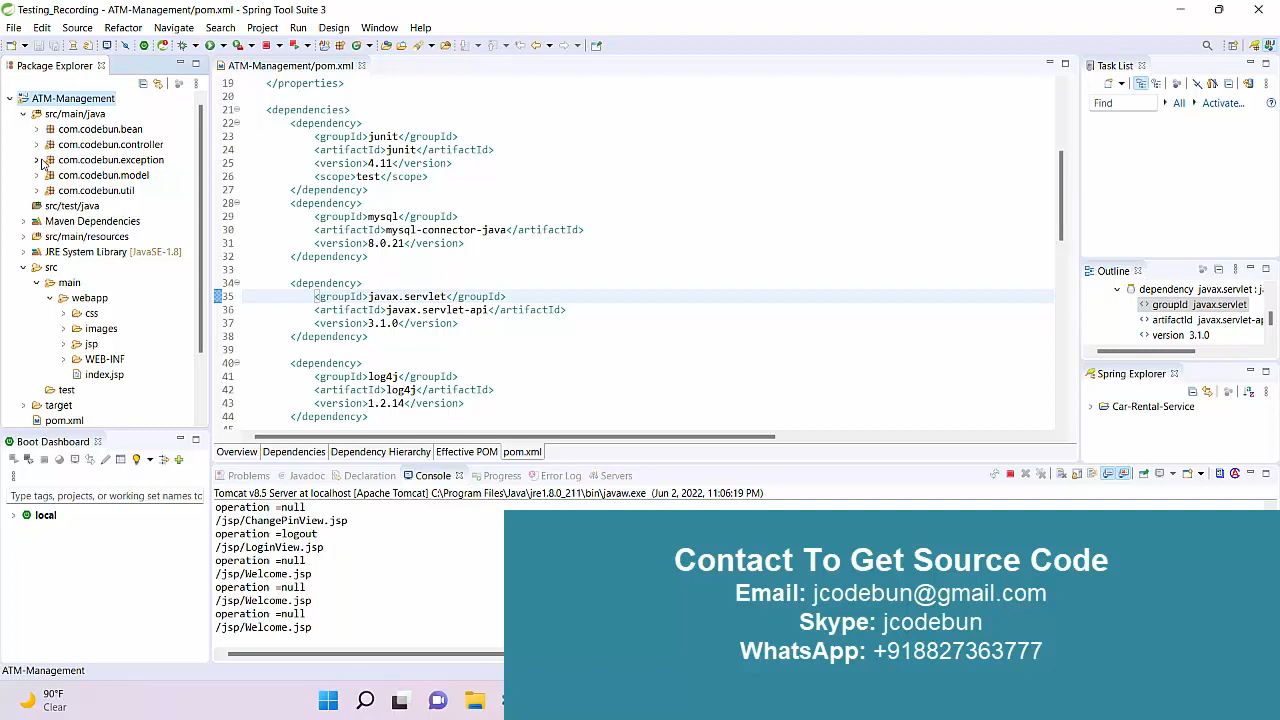 Testing_Recording - ATM-Management/pom.xml - Spring Tool Suite 3
File Edit Source Refactor Navigate Search Project Run Design Window Help
Package Explorer
ATM-Management
src/main/java
com.codebun.bean
com.codebun.controller
com.codebun.exception
com.codebun.model
com.codebun.util
src/test/java
Maven Dependencies
src/main/resources
JRE System Library [JavaSE-1.8]
src
main
webapp
css
images
jsp
WEB-INF
index.jsp
test
target
pom.xml
Boot Dashboard
Type tags, projects, or working set names to
local
ATM-Management/pom.xml
19 </properties>
20
21 <dependencies>
22 <dependency>
23 <groupId>junit</groupId>
24 <artifactId>junit</artifactId>
25 <version>4.11</version>
26 <scope>test</scope>
27 </dependency>
28 <dependency>
29 <groupId>mysql</groupId>
30 <artifactId>mysql-connector-java</artifactId>
31 <version>8.0.21</version>
32 </dependency>
33
34 <dependency>
35 <groupId>javax.servlet</groupId>
36 <artifactId>javax.servlet-api</artifactId>
37 <version>3.1.0</version>
38 </dependency>
39
40 <dependency>
41 <groupId>log4j</groupId>
42 <artifactId>log4j</artifactId>
43 <version>1.2.14</version>
44 </dependency>
Overview Dependencies Dependency Hierarchy Effective POM pom.xml
Problems Javadoc Declaration Console Progress Error Log Servers
Tomcat v8.5 Server at localhost [Apache Tomcat] C:\Program Files\Java\jre1.8.0_211\bin\javaw.exe (Jun 2, 2022, 11:06:19 PM)
operation =null
/jsp/ChangePinView.jsp
operation =logout
/jsp/LoginView.jsp
operation =null
/jsp/Welcome.jsp
operation =null
/jsp/Welcome.jsp
operation =null
/jsp/Welcome.jsp
Task List
Find All Activate...
Outline
dependency javax.servlet:j
groupId javax.servlet
artifactId javax.servlet-ap
version 3.1.0
Spring Explorer
Car-Rental-Service
Contact To Get Source Code
Email: jcodebun@gmail.com
Skype: jcodebun
WhatsApp: +918827363777
ATM-Management
90°F
Clear